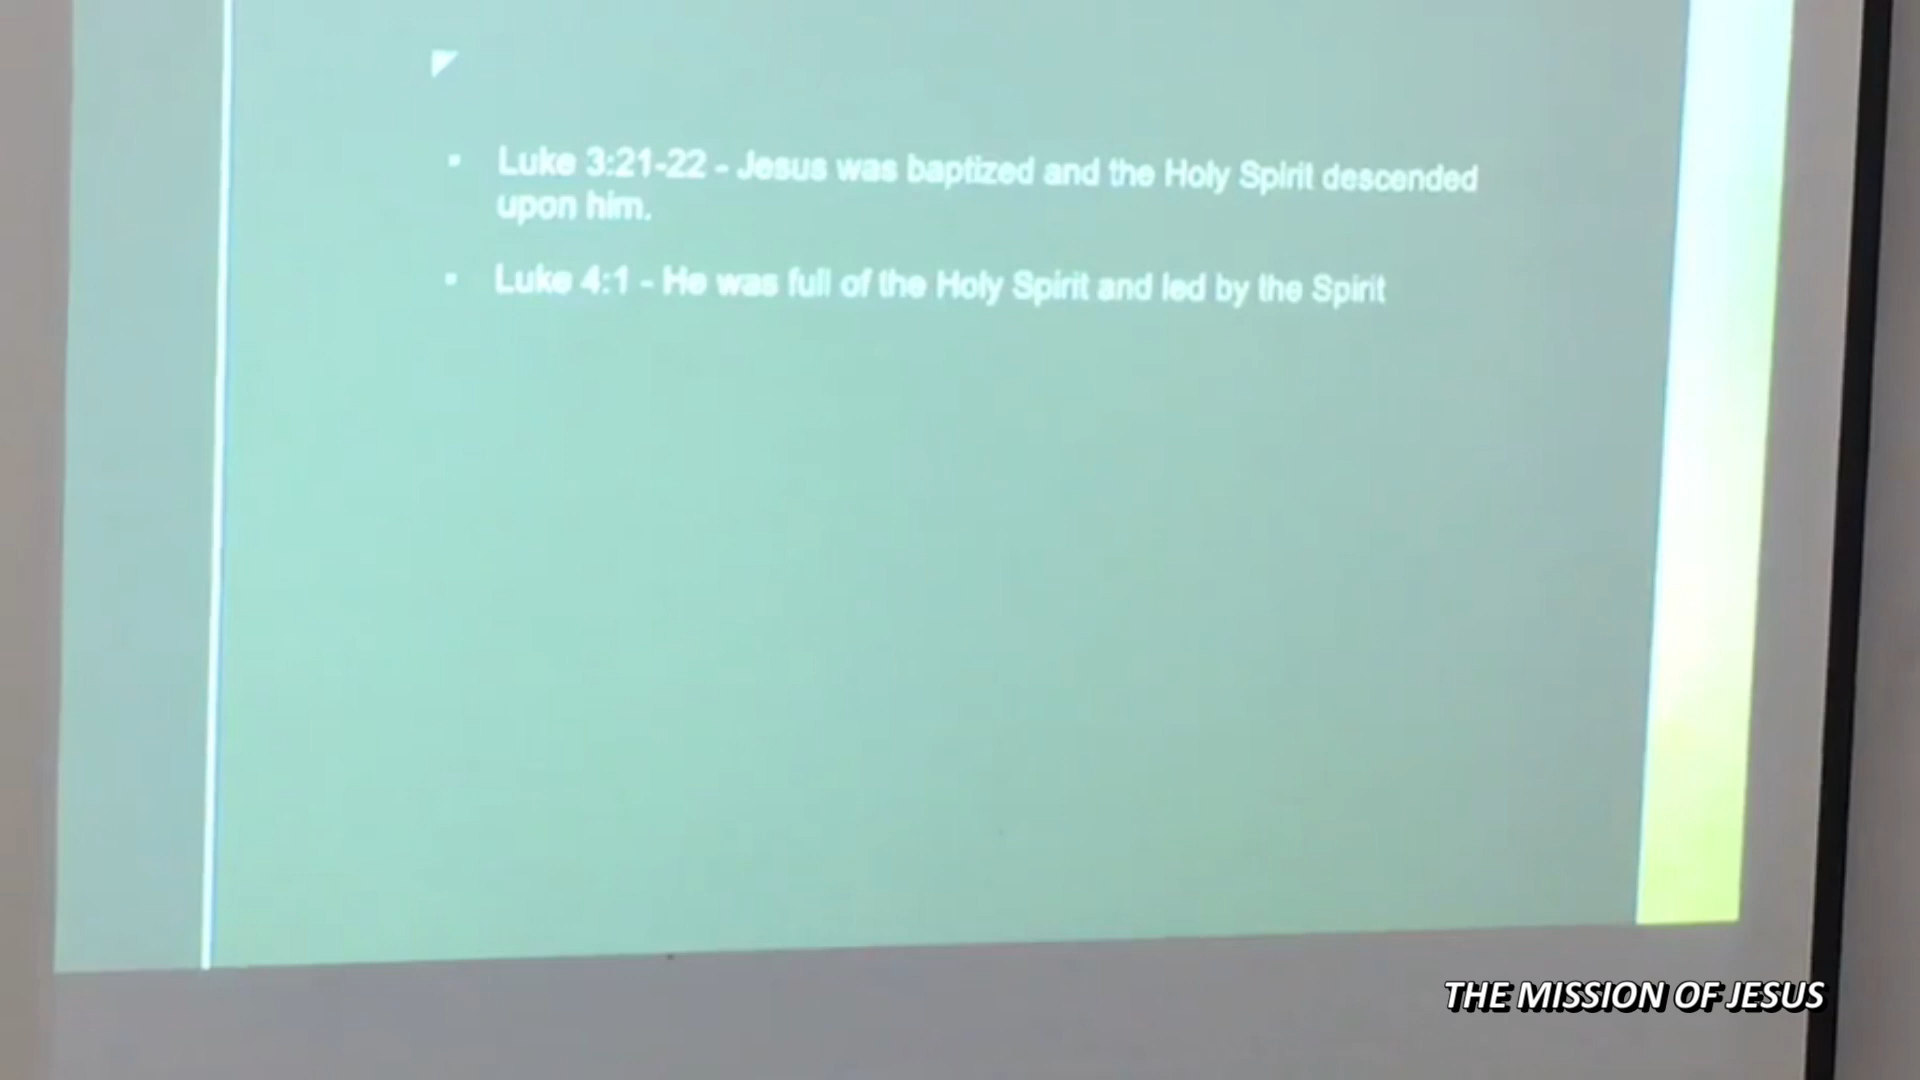 Luke 3:21-22 - Jesus was baptized and the Holy Spirit descended
upon him.
Luke 4:1 - He was full of the Holy Spirit and led by the Spirit
THE MISSION OF JESUS